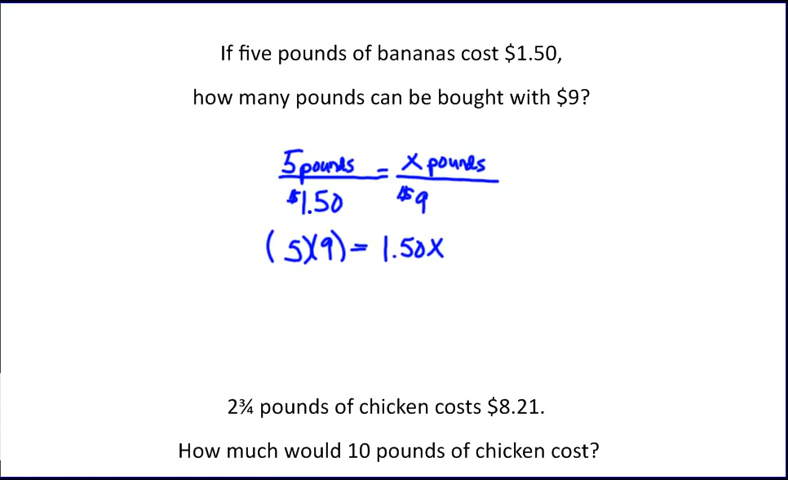 If five pounds of bananas cost $1.50,
how many pounds can be bought with $9?
5 pounds = x pounds
$1.50 $9
(5)(9) = 1.50x
2¾ pounds of chicken costs $8.21.
How much would 10 pounds of chicken cost?